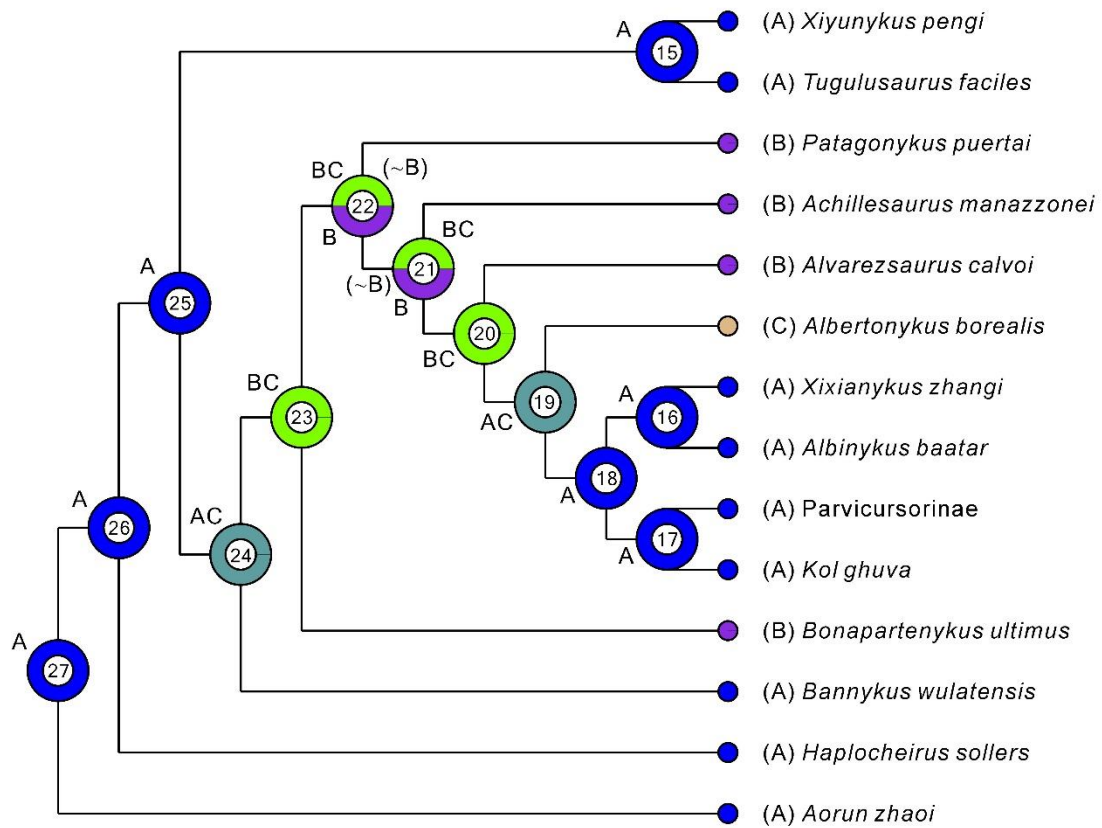 (A) Xiyunykus pengi
A
15
(A) Tugulusaurus faciles
(B) Patagonykus puertai
BC
(~B)
22
B
(B) Achillesaurus manazzonei
BC
21
(~B)
B
(B) Alvarezsaurus calvoi
A
25
20
BC
(C) Albertonykus borealis
(A) Xixianykus zhangi
A
16
19
AC
BC
23
(A) Albinykus baatar
18
A
(A) Parvicursorinae
A
26
AC
24
17
A
(A) Kol ghuva
(B) Bonapartenykus ultimus
A
27
(A) Bannykus wulatensis
(A) Haplocheirus sollers
(A) Aorun zhaoi